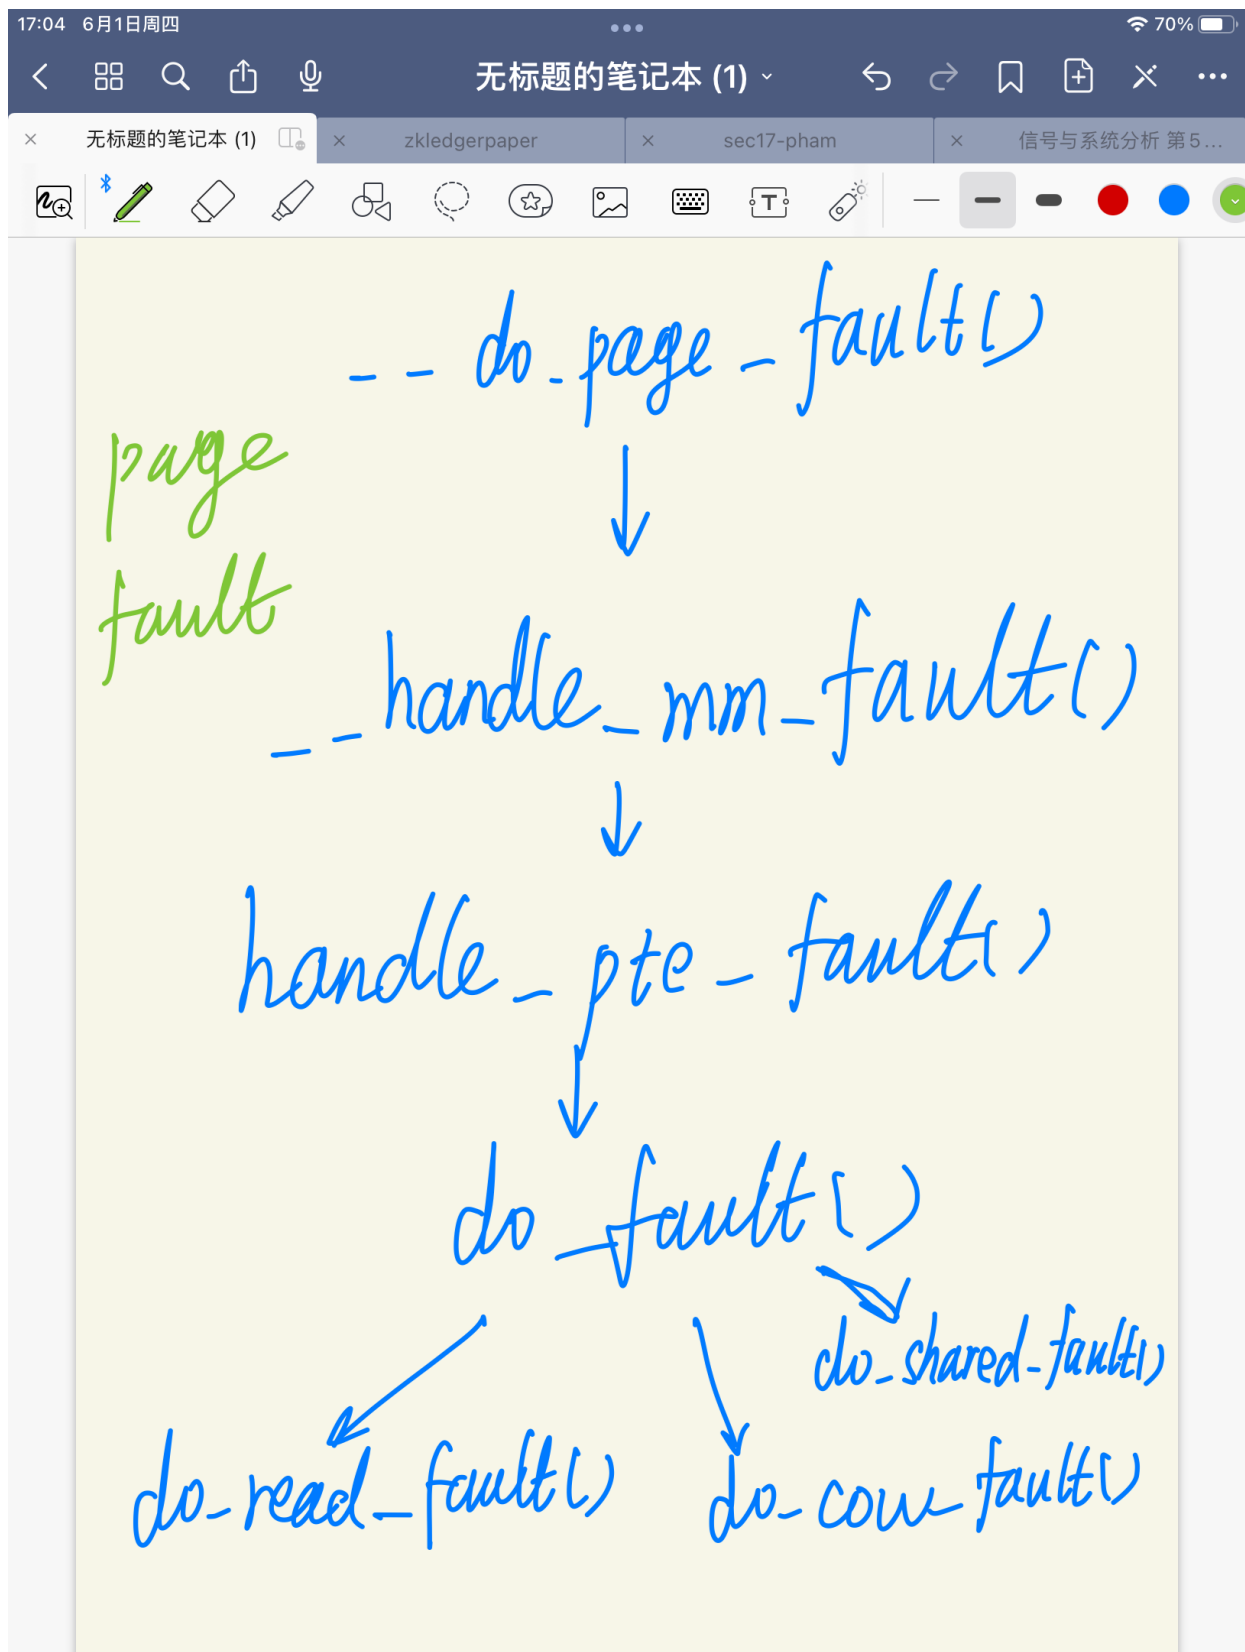 17:04 6月1日周四
70%
无标题的笔记本 (1)
无标题的笔记本 (1) zkledgerpaper sec17-pham 信号与系统分析 第5...
__do_page_fault()
page
fault
__handle_mm_fault()
handle_pte_fault()
do_fault()
do_shared_fault()
do_read_fault() do_cow_fault()